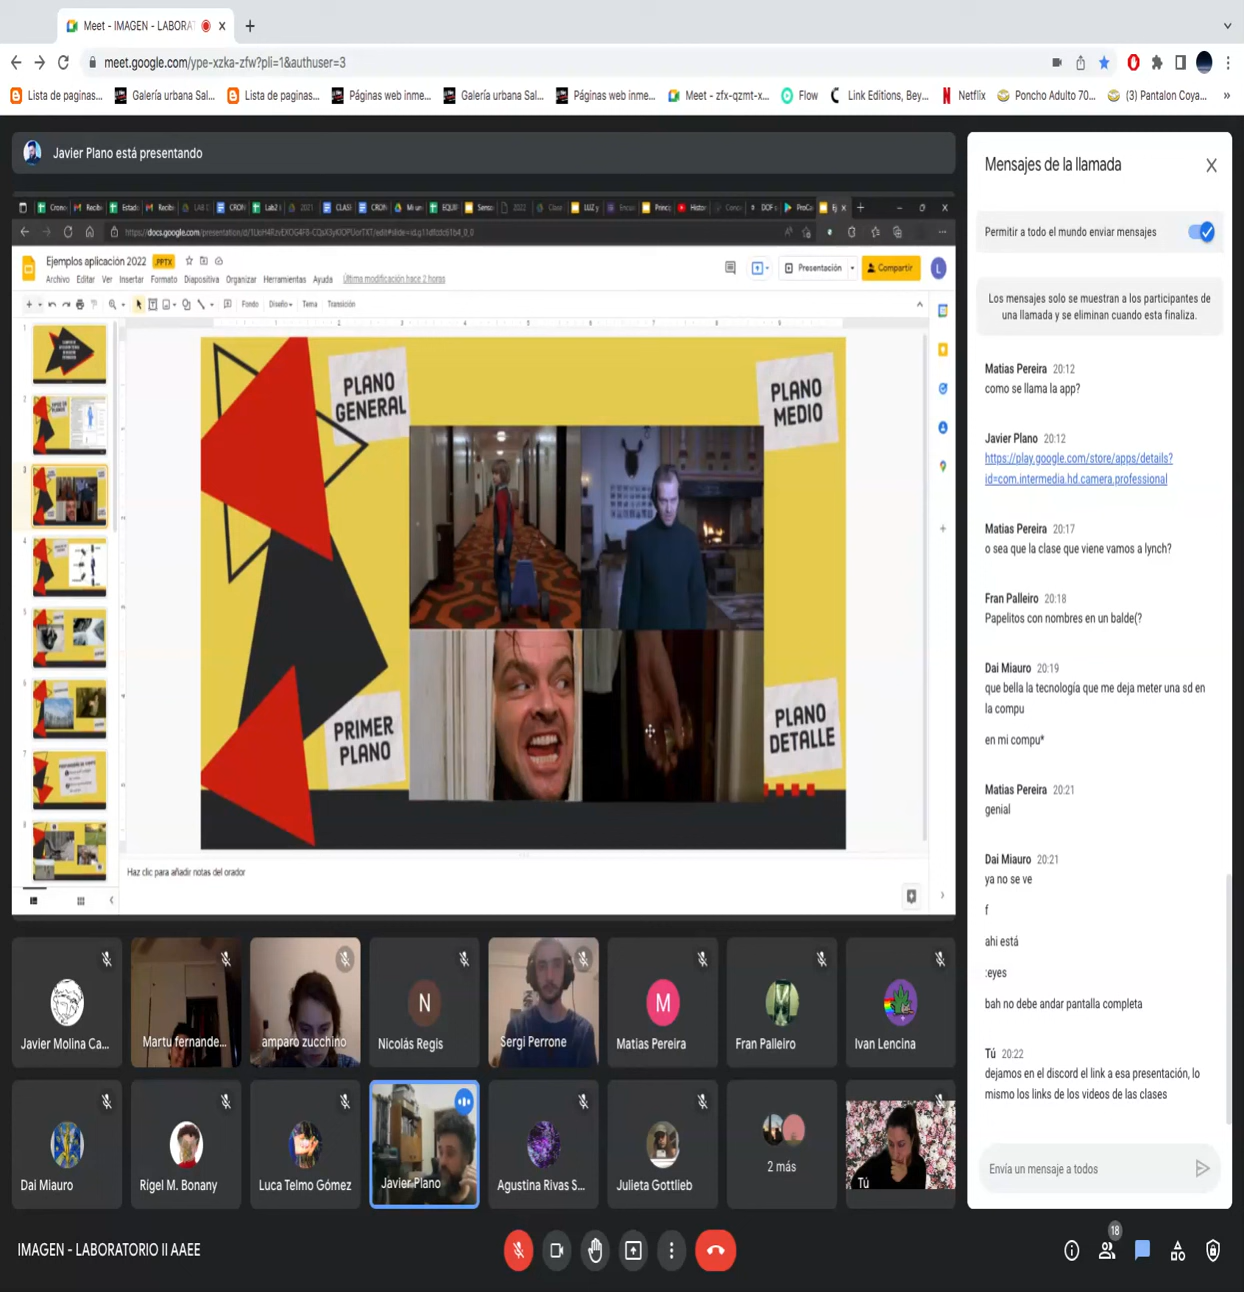 Meet - IMAGEN - LABORAT
meet.google.com/ype-xzka-zfw?pli=1&authuser=3
Lista de paginas...
Galería urbana Sal...
Lista de paginas...
Páginas web inme...
Galería urbana Sal...
Páginas web inme...
Meet - zfx-qzmt-x...
Flow
Link Editions, Bey...
Netflix
Poncho Adulto 70...
(3) Pantalon Coya...
»
Javier Plano está presentando
Ejemplos aplicación 2022 .PPTX
Archivo Editar Ver Insertar Formato Diapositiva Organizar Herramientas Ayuda Última modificación hace 2 horas
Presentación
Compartir
L
Fondo Diseño Tema Transición
PLANO
GENERAL
PLANO
MEDIO
PRIMER
PLANO
PLANO
DETALLE
Haz clic para añadir notas del orador
Mensajes de la llamada
Permitir a todo el mundo enviar mensajes
Los mensajes solo se muestran a los participantes de
una llamada y se eliminan cuando esta finaliza.
Matias Pereira 20:12
como se llama la app?
Javier Plano 20:12
https://play.google.com/store/apps/details?
id=com.intermedia.hd.camera.professional
Matias Pereira 20:17
o sea que la clase que viene vamos a lynch?
Fran Palleiro 20:18
Papelitos con nombres en un balde(?
Dai Miauro 20:19
que bella la tecnología que me deja meter una sd en
la compu
en mi compu*
Matias Pereira 20:21
genial
Dai Miauro 20:21
ya no se ve
f
ahi está
:eyes
bah no debe andar pantalla completa
Tú 20:22
dejamos en el discord el link a esa presentación, lo
mismo los links de los videos de las clases
Envía un mensaje a todos
Javier Molina Ca...
Martu fernande...
amparo zucchino
N
Nicolás Regis
Sergi Perrone
M
Matias Pereira
Fran Palleiro
Ivan Lencina
Dai Miauro
Rígel M. Bonany
Luca Telmo Gómez
Javier Plano
Agustina Rivas S...
Julieta Gottlieb
2 más
Tú
IMAGEN - LABORATORIO II AAEE
18